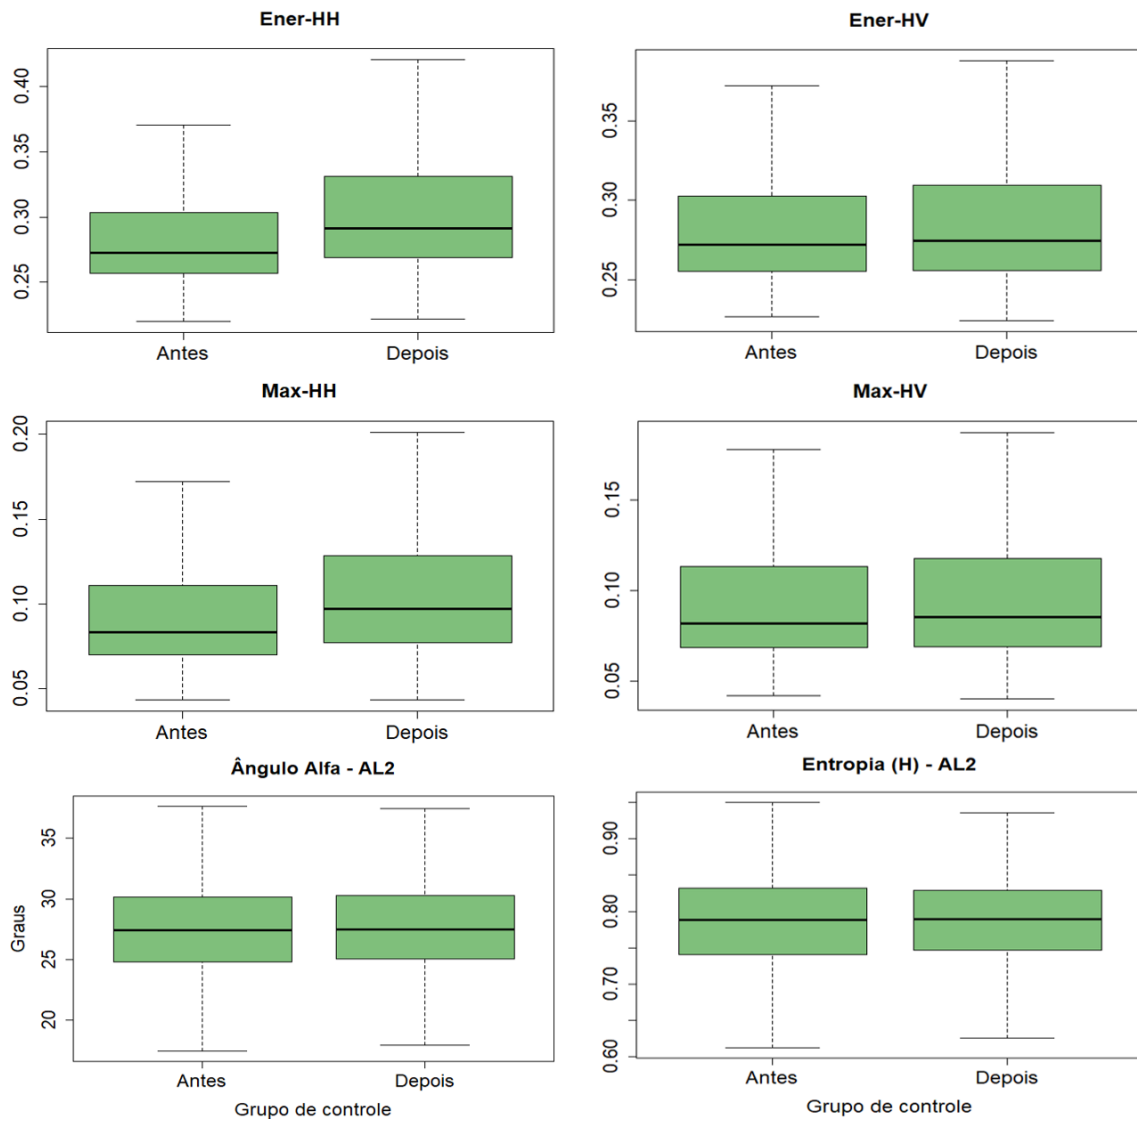 Ener-HH
0.40
0.35
0.30
0.25
Antes Depois
Ener-HV
0.35
0.30
0.25
Antes Depois
Max-HH
0.20
0.15
0.10
0.05
Antes Depois
Max-HV
0.15
0.10
0.05
Antes Depois
Ângulo Alfa - AL2
Graus
35
30
25
20
Antes Depois
Grupo de controle
Entropia (H) - AL2
0.90
0.80
0.70
0.60
Antes Depois
Grupo de controle